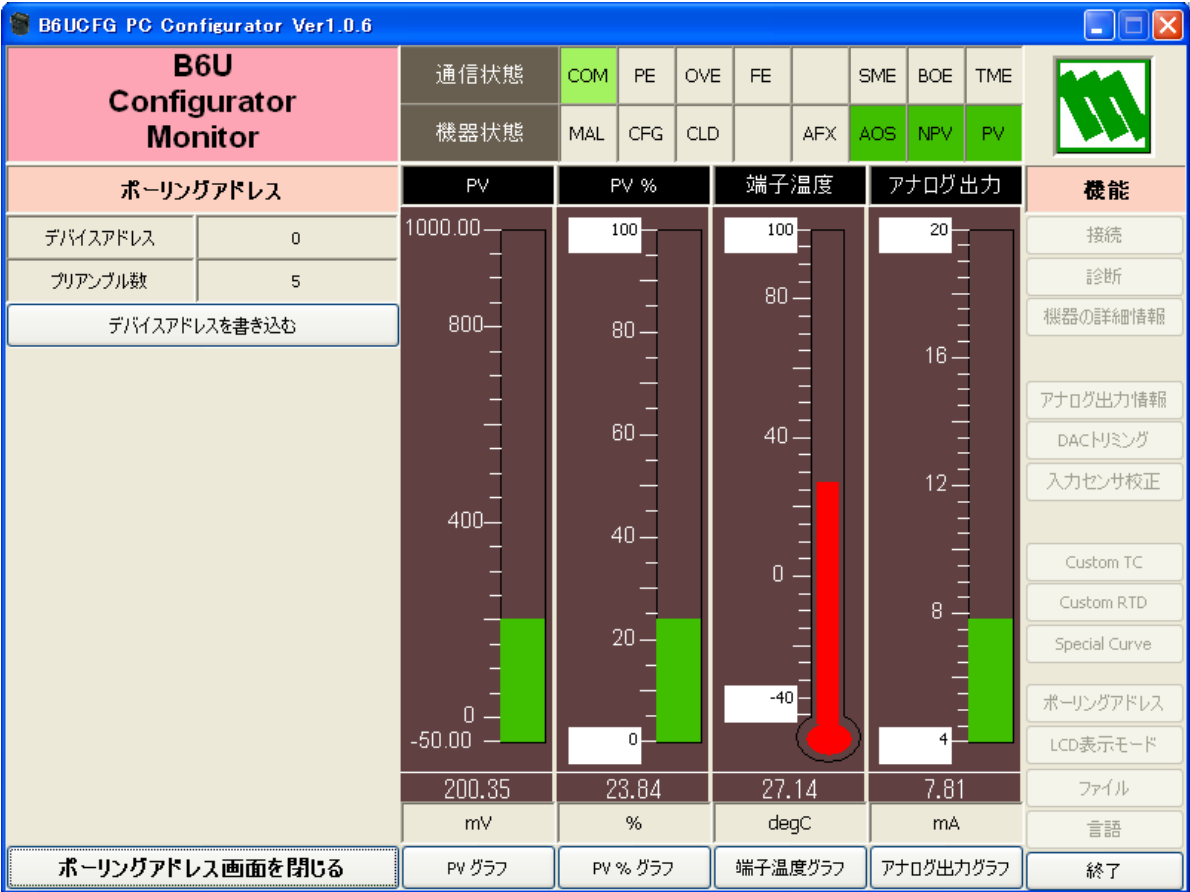 B6UCFG PC Configurator Ver1.0.6
B6U
Configurator
Monitor
通信状態 COM PE OVE FE SME BOE TME
機器状態 MAL CFG CLD AFX AOS NPV PV
ポーリングアドレス
デバイスアドレス 0
プリアンブル数 5
デバイスアドレスを書き込む
ポーリングアドレス画面を閉じる
PV
1000.00
800
400
0
-50.00
200.35
mV
PV グラフ
PV %
100
80
60
40
20
0
23.84
%
PV % グラフ
端子温度
100
80
40
0
-40
27.14
degC
端子温度グラフ
アナログ出力
20
16
12
8
4
7.81
mA
アナログ出力グラフ
機能
接続
診断
機器の詳細情報
アナログ出力情報
DACトリミング
入力センサ校正
Custom TC
Custom RTD
Special Curve
ポーリングアドレス
LCD表示モード
ファイル
言語
終了